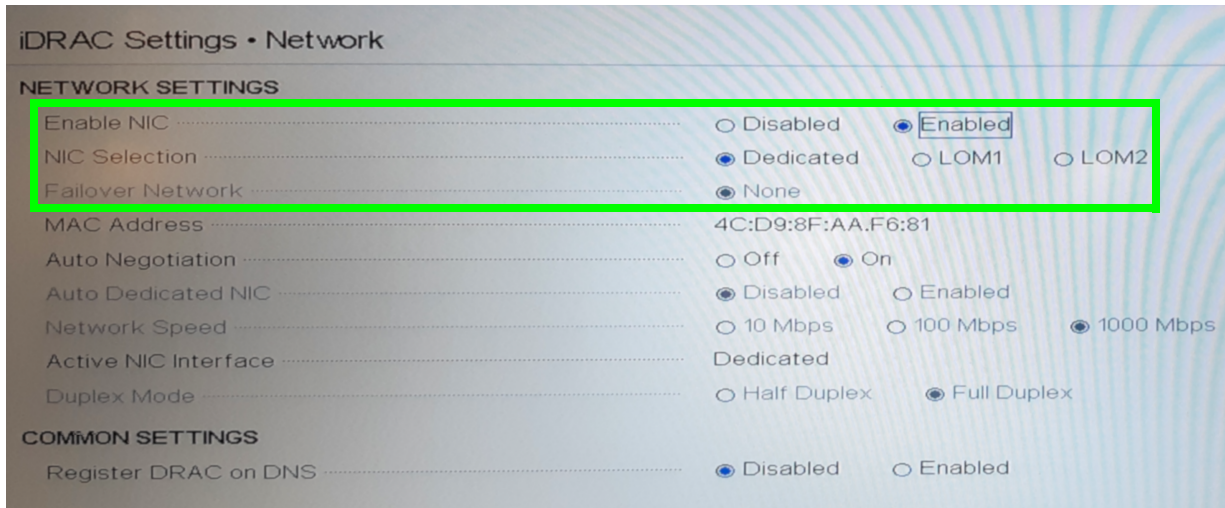 iDRAC Settings • Network
NETWORK SETTINGS
Enable NIC Disabled Enabled
NIC Selection Dedicated LOM1 LOM2
Failover Network None
MAC Address 4C:D9:8F:AA:F6:81
Auto Negotiation Off On
Auto Dedicated NIC Disabled Enabled
Network Speed 10 Mbps 100 Mbps 1000 Mbps
Active NIC Interface Dedicated
Duplex Mode Half Duplex Full Duplex
COMMON SETTINGS
Register DRAC on DNS Disabled Enabled